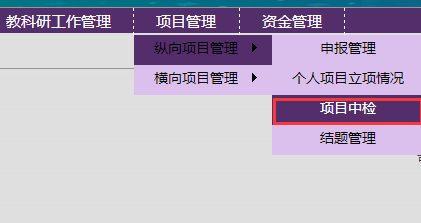 教科研工作管理 项目管理 资金管理
纵向项目管理 申报管理
横向项目管理 个人项目立项情况
项目中检
结题管理